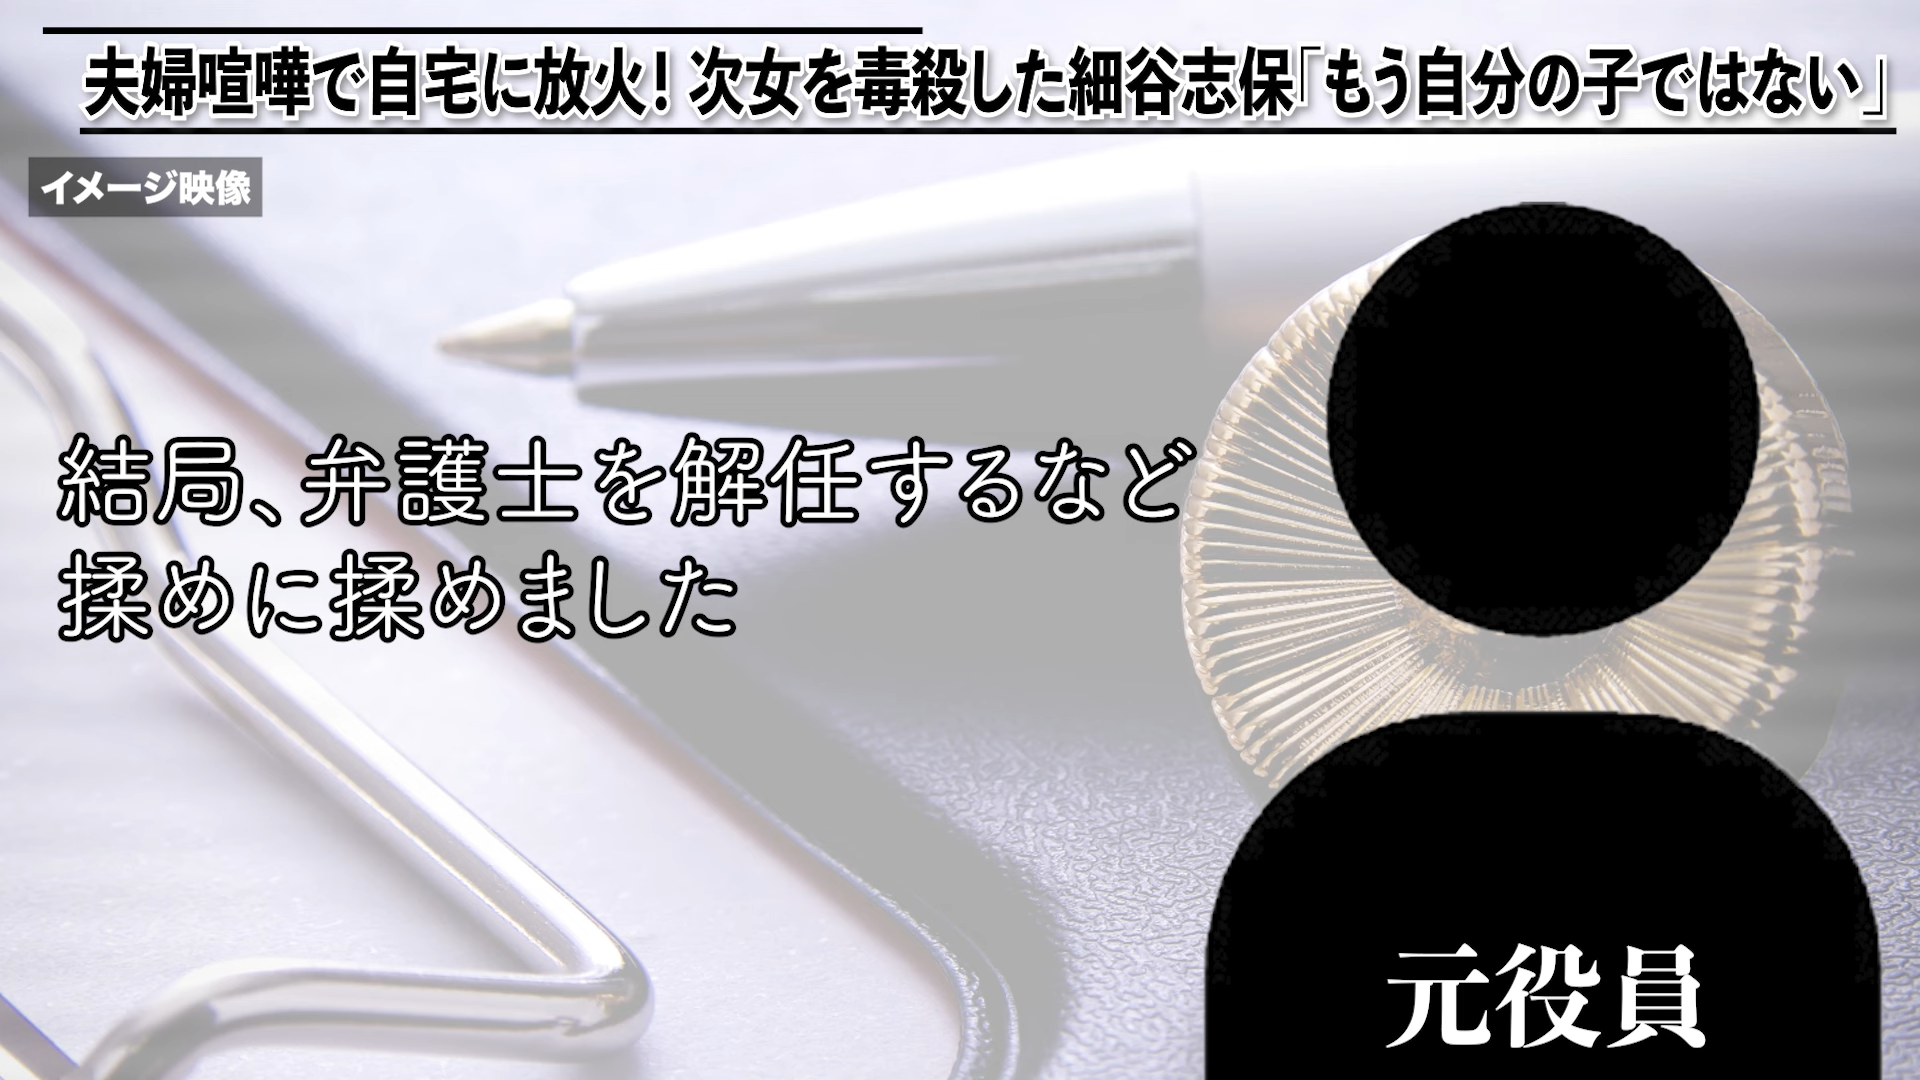 夫婦喧嘩で自宅に放火！次女を毒殺した細谷志保「もう自分の子ではない」
イメージ映像
結局、弁護士を解任するなど
揉めに揉めました
元役員